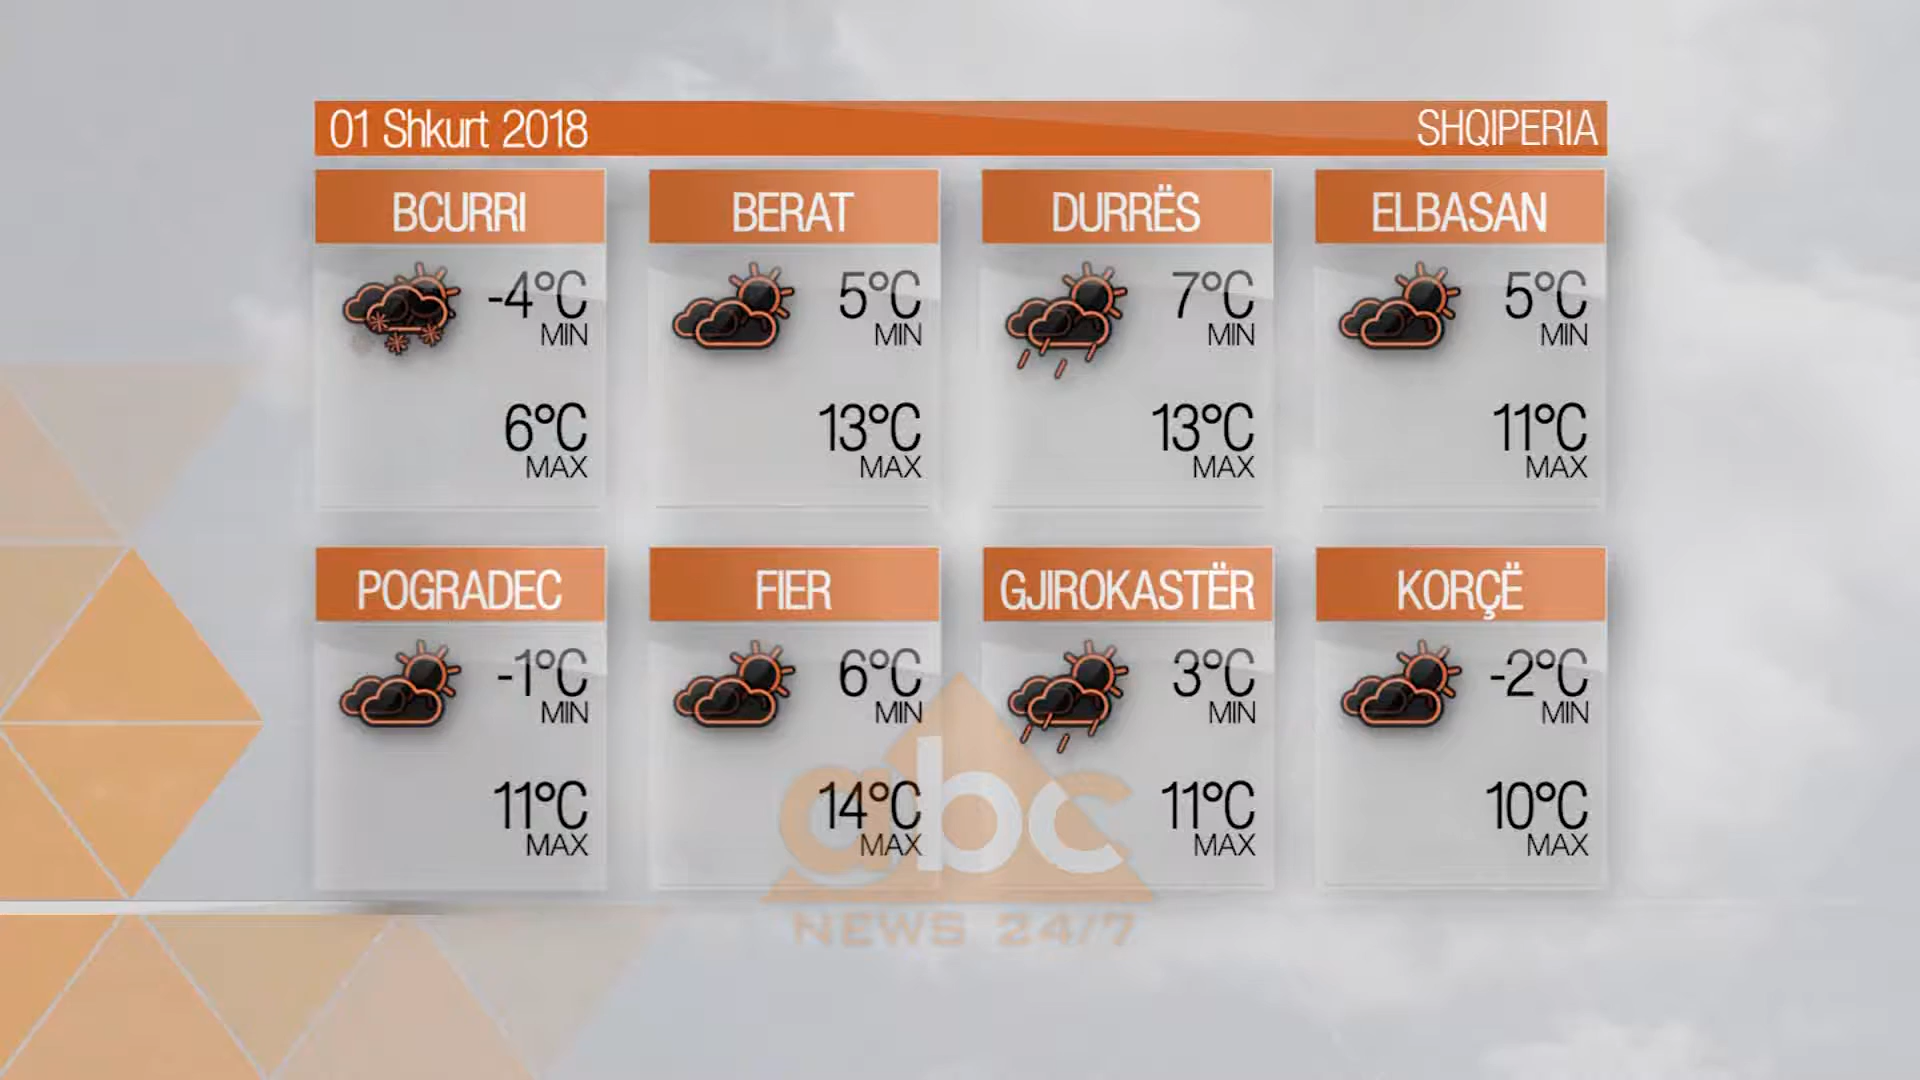 01 Shkurt 2018 SHQIPERIA
BCURRI
-4°C
MIN
6°C
MAX
BERAT
5°C
MIN
13°C
MAX
DURRËS
7°C
MIN
13°C
MAX
ELBASAN
5°C
MIN
11°C
MAX
POGRADEC
-1°C
MIN
11°C
MAX
FIER
6°C
MIN
14°C
MAX
GJIROKASTËR
3°C
MIN
11°C
MAX
KORÇË
-2°C
MIN
10°C
MAX
abc
NEWS 24/7